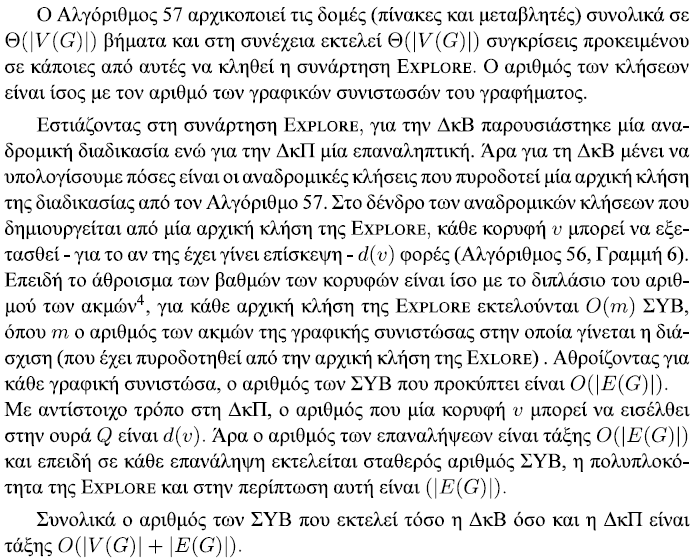 Ο Αλγόριθμος 57 αρχικοποιεί τις δομές (πίνακες και μεταβλητές) συνολικά σε
Θ(|V(G)|) βήματα και στη συνέχεια εκτελεί Θ(|V(G)|) συγκρίσεις προκειμένου
σε κάποιες από αυτές να κληθεί η συνάρτηση EXPLORE. Ο αριθμός των κλήσεων
είναι ίσος με τον αριθμό των γραφικών συνιστωσών του γραφήματος.
Εστιάζοντας στη συνάρτηση EXPLORE, για την ΔκΒ παρουσιάστηκε μία ανα-
δρομική διαδικασία ενώ για την ΔκΠ μία επαναληπτική. Άρα για τη ΔκΒ μένει να
υπολογίσουμε πόσες είναι οι αναδρομικές κλήσεις που πυροδοτεί μία αρχική κλήση
της διαδικασίας από τον Αλγόριθμο 57. Στο δένδρο των αναδρομικών κλήσεων που
δημιουργείται από μία αρχική κλήση της EXPLORE, κάθε κορυφή v μπορεί να εξε-
τασθεί - για το αν της έχει γίνει επίσκεψη - d(v) φορές (Αλγόριθμος 56, Γραμμή 6).
Επειδή το άθροισμα των βαθμών των κορυφών είναι ίσο με το διπλάσιο του αριθ-
μού των ακμών⁴, για κάθε αρχική κλήση της EXPLORE εκτελούνται O(m) ΣΥΒ,
όπου m ο αριθμός των ακμών της γραφικής συνιστώσας στην οποία γίνεται η διά-
σχιση (που έχει πυροδοτηθεί από την αρχική κλήση της EXLORE) . Αθροίζοντας για
κάθε γραφική συνιστώσα, ο αριθμός των ΣΥΒ που προκύπτει είναι O(|E(G)|).
Με αντίστοιχο τρόπο στη ΔκΠ, ο αριθμός που μία κορυφή v μπορεί να εισέλθει
στην ουρά Q είναι d(v). Άρα ο αριθμός των επαναλήψεων είναι τάξης O(|E(G)|)
και επειδή σε κάθε επανάληψη εκτελείται σταθερός αριθμός ΣΥΒ, η πολυπλοκό-
τητα της EXPLORE και στην περίπτωση αυτή είναι (|E(G)|).
Συνολικά ο αριθμός των ΣΥΒ που εκτελεί τόσο η ΔκΒ όσο και η ΔκΠ είναι
τάξης O(|V(G)| + |E(G)|).